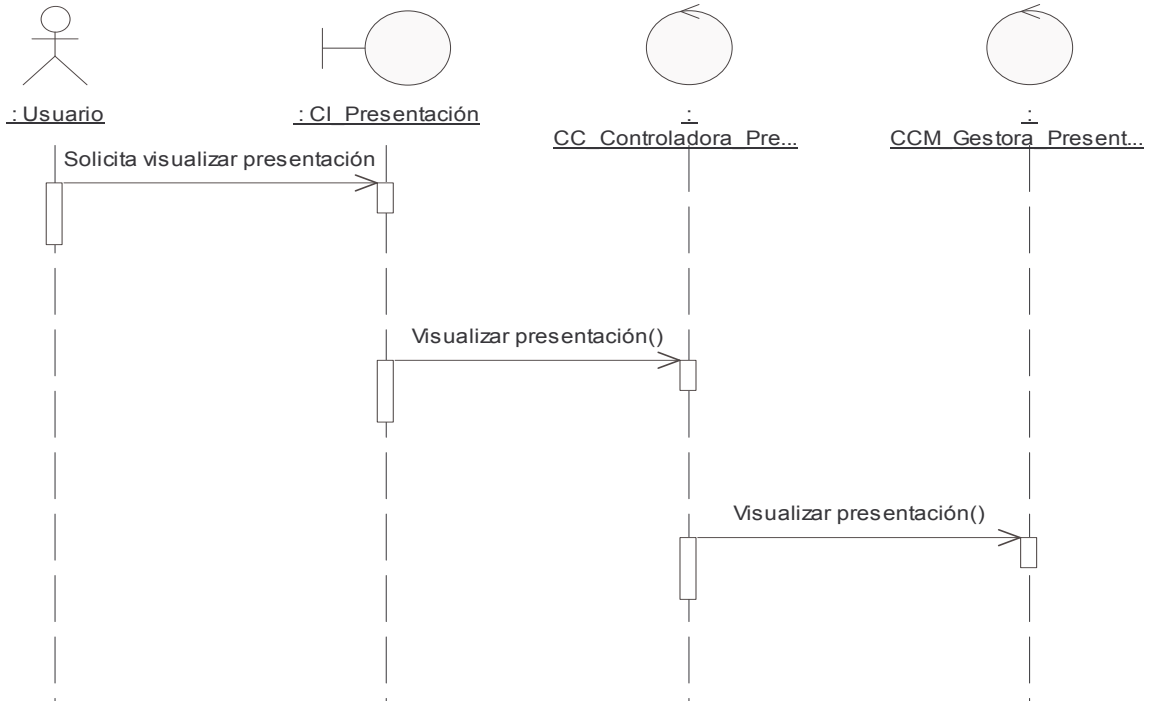 : Usuario
: CI_Presentación
:
CC_Controladora_Pre...
:
CCM_Gestora_Present...
Solicita visualizar presentación
Visualizar presentación()
Visualizar presentación()